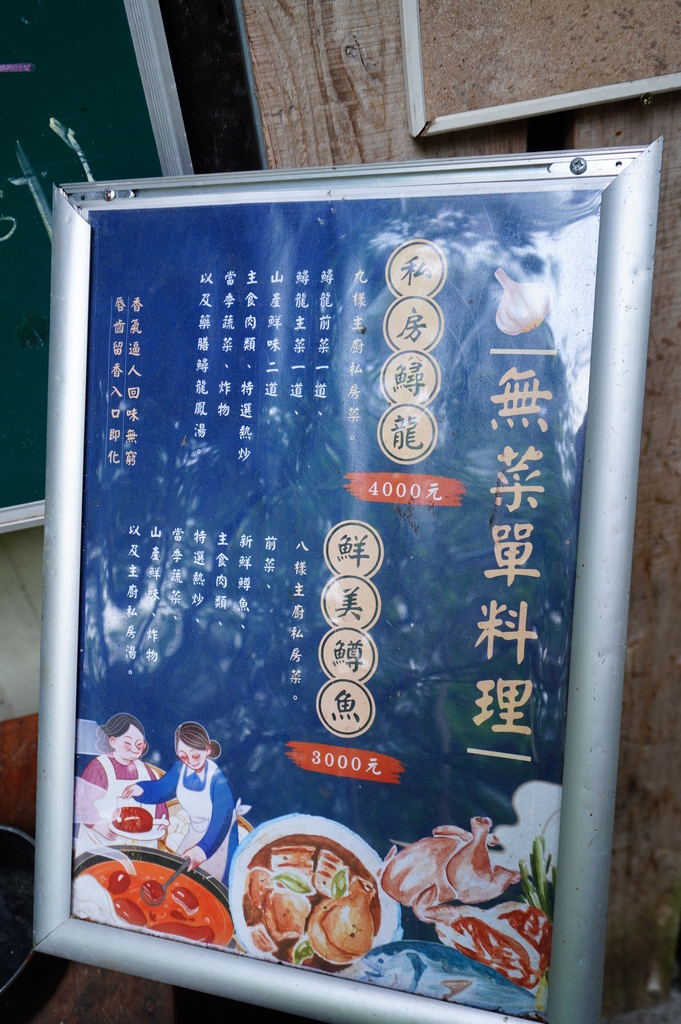 無菜單料理
私房鱘龍
4000元
九樣主廚私房菜。
鱘龍前菜一道、
鱘龍主菜一道、
山產鮮味二道、
主食肉類、特選熱炒
當季蔬菜、炸物
以及藥膳鱘龍鳳湯。
香氣逼人回味無窮
唇齒留香入口即化
鮮美鱒魚
3000元
八樣主廚私房菜。
前菜、
新鮮鱒魚、
主食肉類、
特選熱炒、
當季蔬菜、
山產鮮味、炸物
以及主廚私房湯。